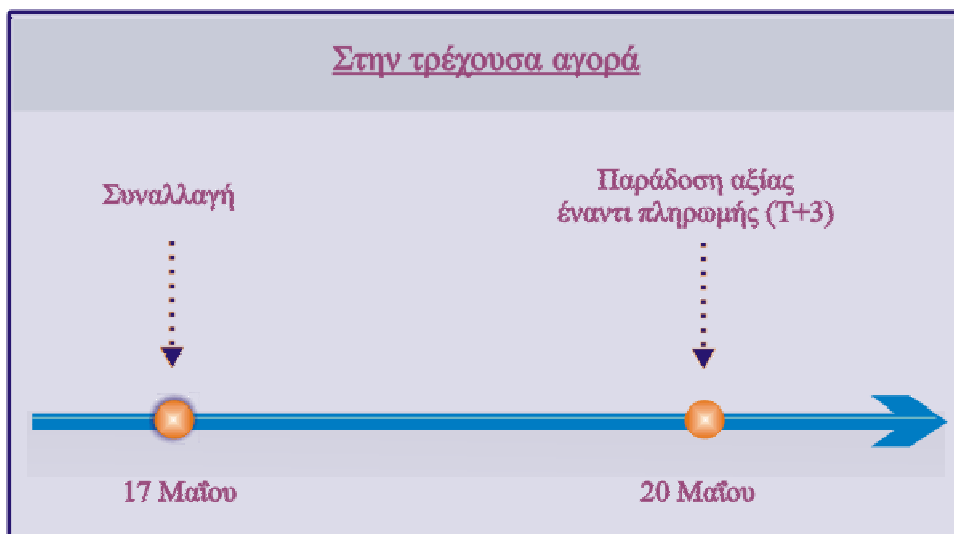 Στην τρέχουσα αγορά
Συναλλαγή
Παράδοση αξίας
έναντι πληρωμής (Τ+3)
17 Μαΐου
20 Μαΐου